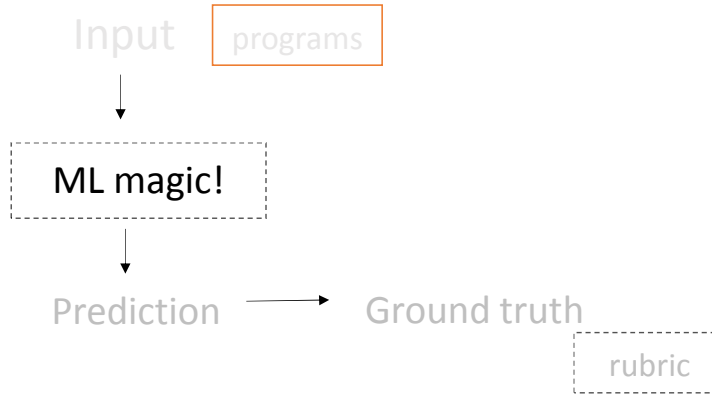 Input
programs
ML magic!
Prediction
Ground truth
rubric